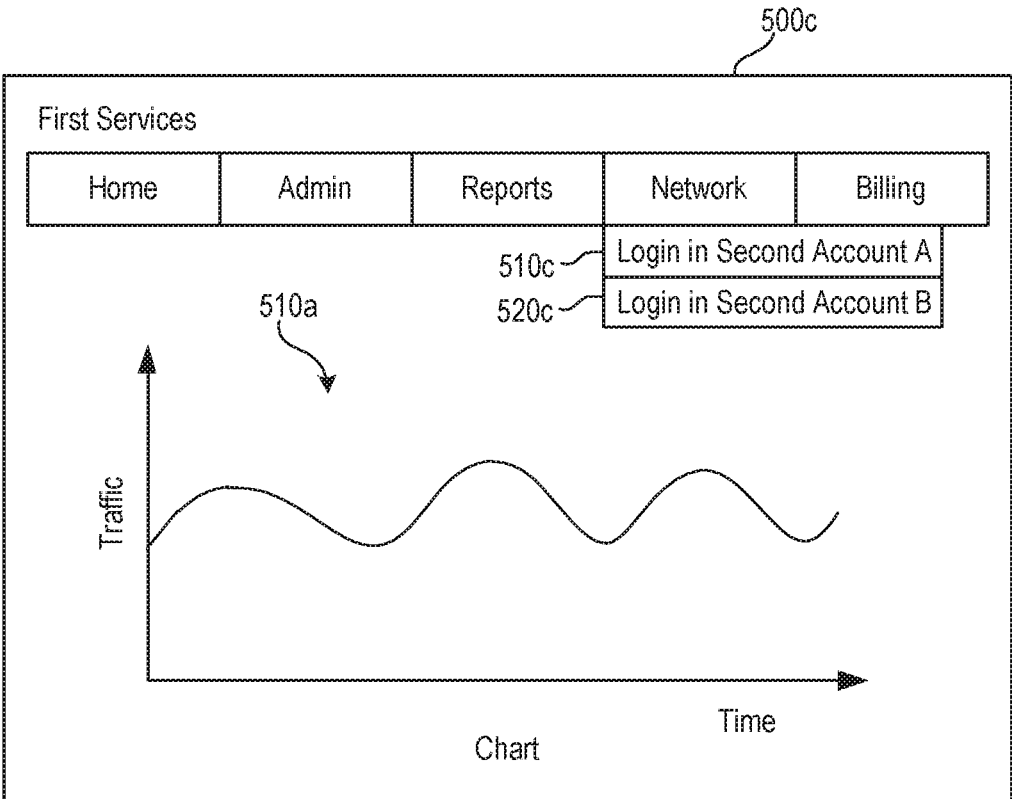 500c
First Services
Home Admin Reports Network Billing
510c Login in Second Account A
520c Login in Second Account B
510a
Traffic
Time
Chart